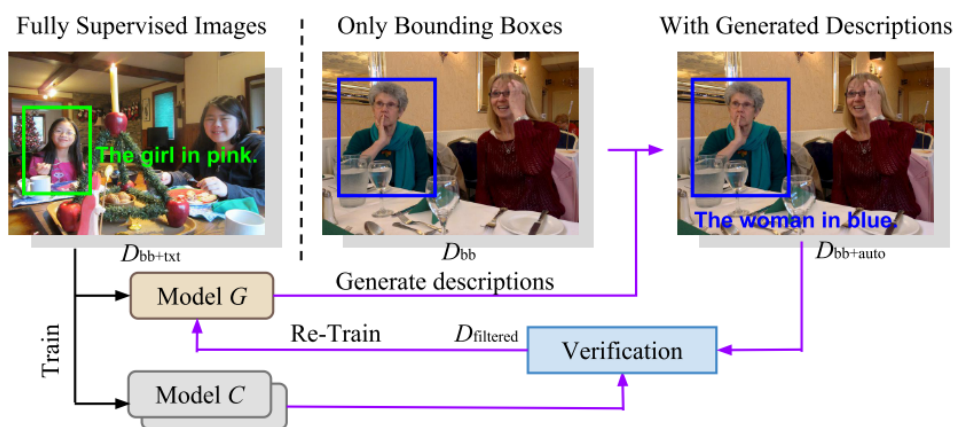 Fully Supervised Images
Only Bounding Boxes
With Generated Descriptions
The girl in pink.
The woman in blue.
Dbb+txt
Dbb
Dbb+auto
Model G
Generate descriptions
Train
Re-Train
Dfiltered
Verification
Model C